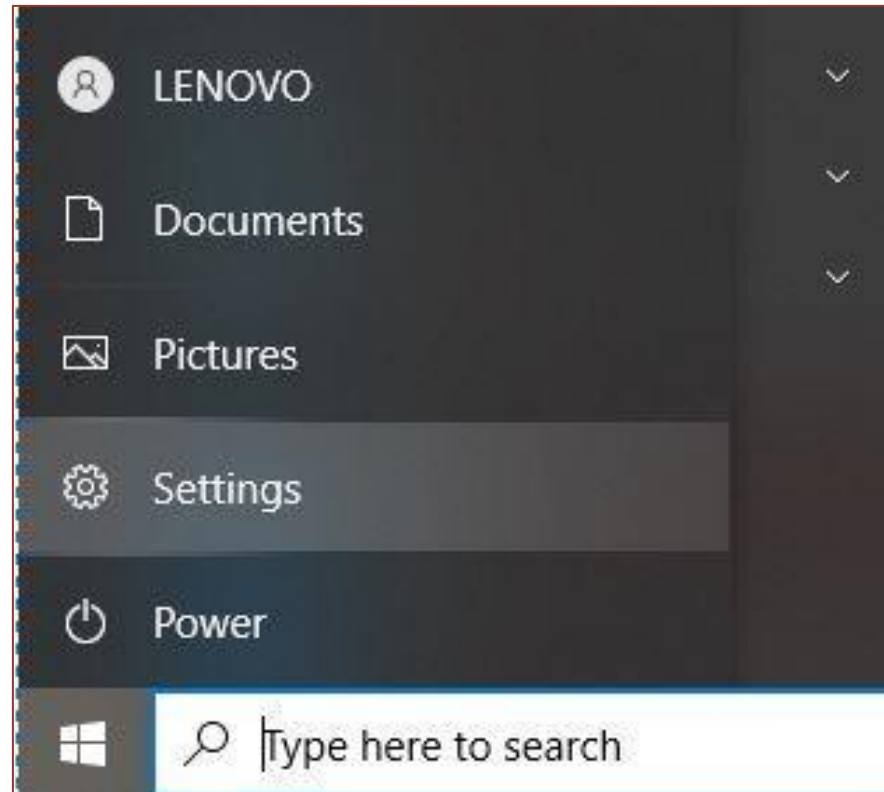 LENOVO
Documents
Pictures
Settings
Power
Type here to search